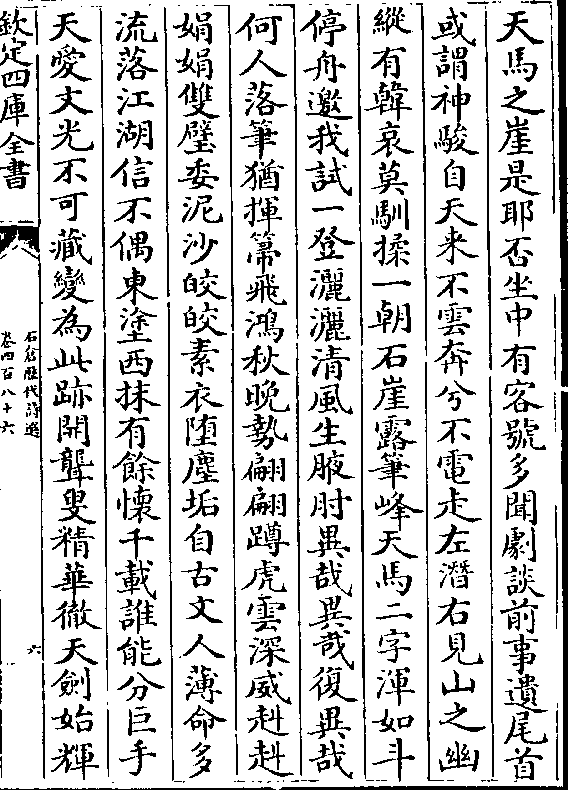 天馬之崖是耶否坐中有客號多聞劇談前事遺尾首
或謂神駿自天來不雲奔兮不電走左潛右見山之幽
縱有韓哀莫馴揉一朝石崖露筆峰天馬二字渾如斗
停舟邀我試一登灑灑清風生腋肘異哉異哉復異哉
何人落筆猶揮箒飛鴻秋晚勢翩翩蹲虎雲深威赳赳
娟娟雙璧委泥沙皎皎素衣堕塵垢自古文人薄命多
流落江湖信不偶東塗西抹有餘懷千載誰能分巨手
天愛文光不可藏變為此跡開聾叟精華徹天劍始輝
欽定四庫全書
石倉歴代詩選
卷四百八十六
六